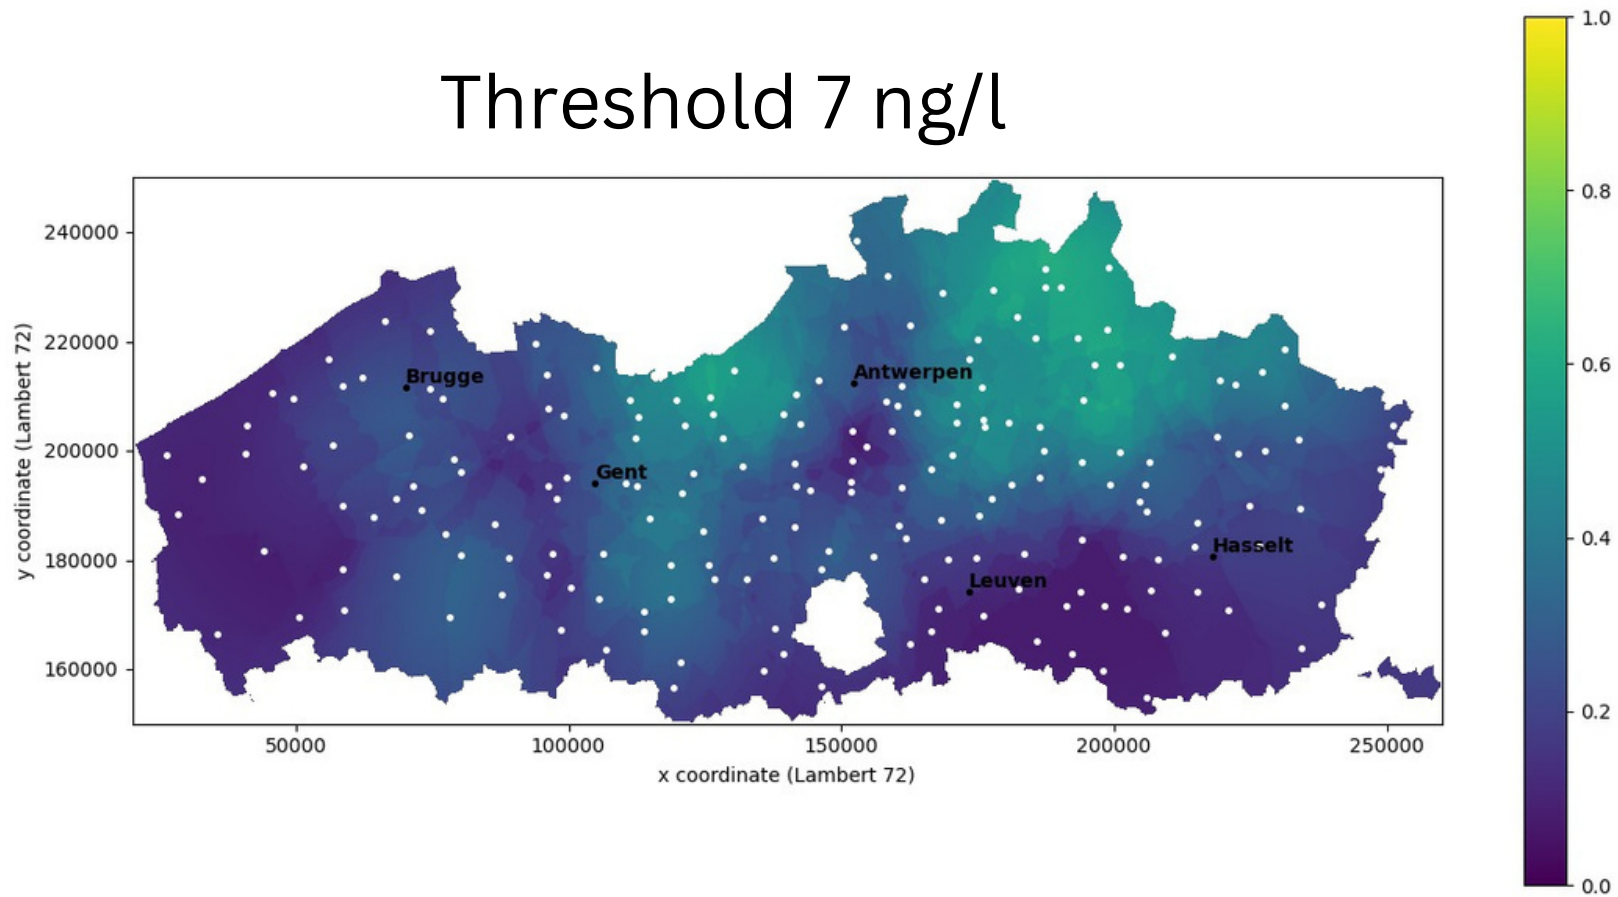 Threshold 7 ng/l
1.0
0.8
0.6
0.4
0.2
0.0
y coordinate (Lambert 72)
240000
220000
200000
180000
160000
Brugge
Antwerpen
Gent
Hasselt
Leuven
50000
100000
150000
200000
250000
x coordinate (Lambert 72)